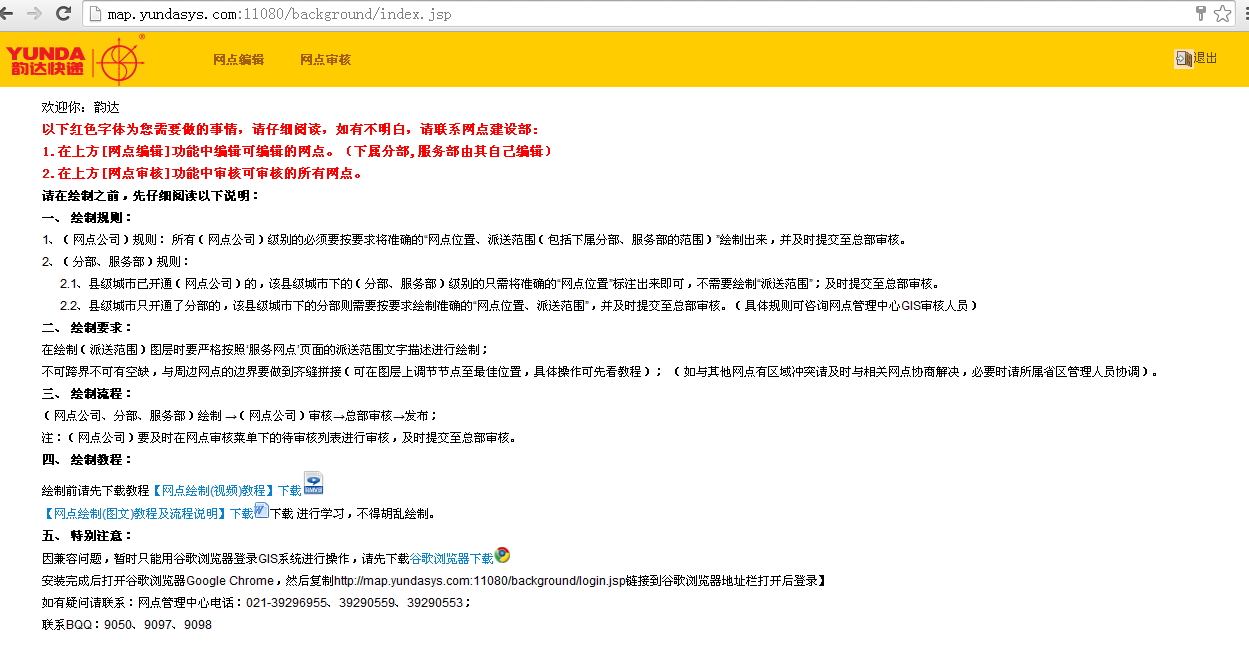 map.yundasys.com:11080/background/index.jsp
YUNDA
韵达快递
®
网点编辑
网点审核
退出
欢迎你：韵达
以下红色字体为您需要做的事情，请仔细阅读，如有不明白，请联系网点建设部：
1.在上方[网点编辑]功能中编辑可编辑的网点。（下属分部,服务部由其自己编辑）
2.在上方[网点审核]功能中审核可审核的所有网点。
请在绘制之前，先仔细阅读以下说明：
一、 绘制规则：
1、（网点公司）规则： 所有（网点公司）级别的必须要按要求将准确的“网点位置、派送范围（包括下属分部、服务部的范围）”绘制出来，并及时提交至总部审核。
2、（分部、服务部）规则：
2.1、县级城市已开通（网点公司）的，该县级城市下的（分部、服务部）级别的只需将准确的“网点位置”标注出来即可，不需要绘制“派送范围”；及时提交至总部审核。
2.2、县级城市只开通了分部的，该县级城市下的分部则需要按要求绘制准确的“网点位置、派送范围”，并及时提交至总部审核。（具体规则可咨询网点管理中心GIS审核人员）
二、 绘制要求：
在绘制（派送范围）图层时要严格按照'服务网点'页面的派送范围文字描述进行绘制；
不可跨界不可有空缺，与周边网点的边界要做到齐缝拼接（可在图层上调节节点至最佳位置，具体操作可先看教程）；（如与其他网点有区域冲突请及时与相关网点协商解决，必要时请所属省区管理人员协调）。
三、 绘制流程：
（网点公司、分部、服务部）绘制 →（网点公司）审核→总部审核→发布；
注：（网点公司）要及时在网点审核菜单下的待审核列表进行审核，及时提交至总部审核。
四、 绘制教程：
绘制前请先下载教程【网点绘制(视频)教程】下载
【网点绘制(图文)教程及流程说明】下载下载 进行学习，不得胡乱绘制。
五、 特别注意：
因兼容问题，暂时只能用谷歌浏览器登录GIS系统进行操作，请先下载谷歌浏览器下载
安装完成后打开谷歌浏览器Google Chrome，然后复制http://map.yundasys.com:11080/background/login.jsp链接到谷歌浏览器地址栏打开后登录】
如有疑问请联系：网点管理中心电话：021-39296955、39290559、39290553；
联系BQQ：9050、9097、9098